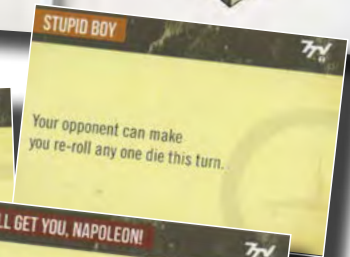 STUPID BOY
7TV
Your opponent can make
you re-roll any one die this turn.
LL GET YOU, NAPOLEON!
7TV